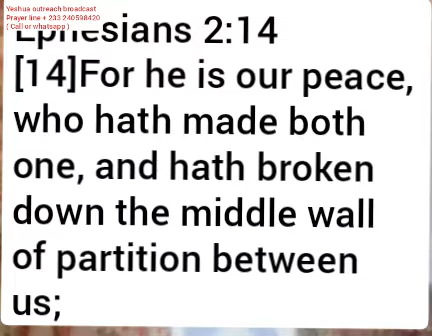 Yeshua outreach broadcast
Prayer line + 233 240598420
( Call or whatsapp )
Ephesians 2:14
[14]For he is our peace,
who hath made both
one, and hath broken
down the middle wall
of partition between
us;